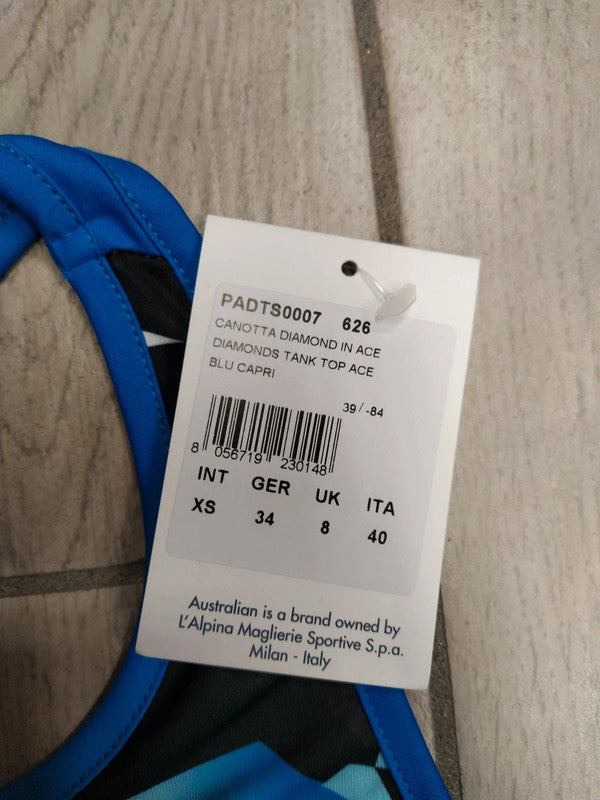 PADTS0007 626
CANOTTA DIAMOND IN ACE
DIAMONDS TANK TOP ACE
BLU CAPRI
39/-84
8 056719 230148
INT GER UK ITA
XS 34 8 40
Australian is a brand owned by
L'Alpina Maglierie Sportive S.p.a.
Milan - Italy